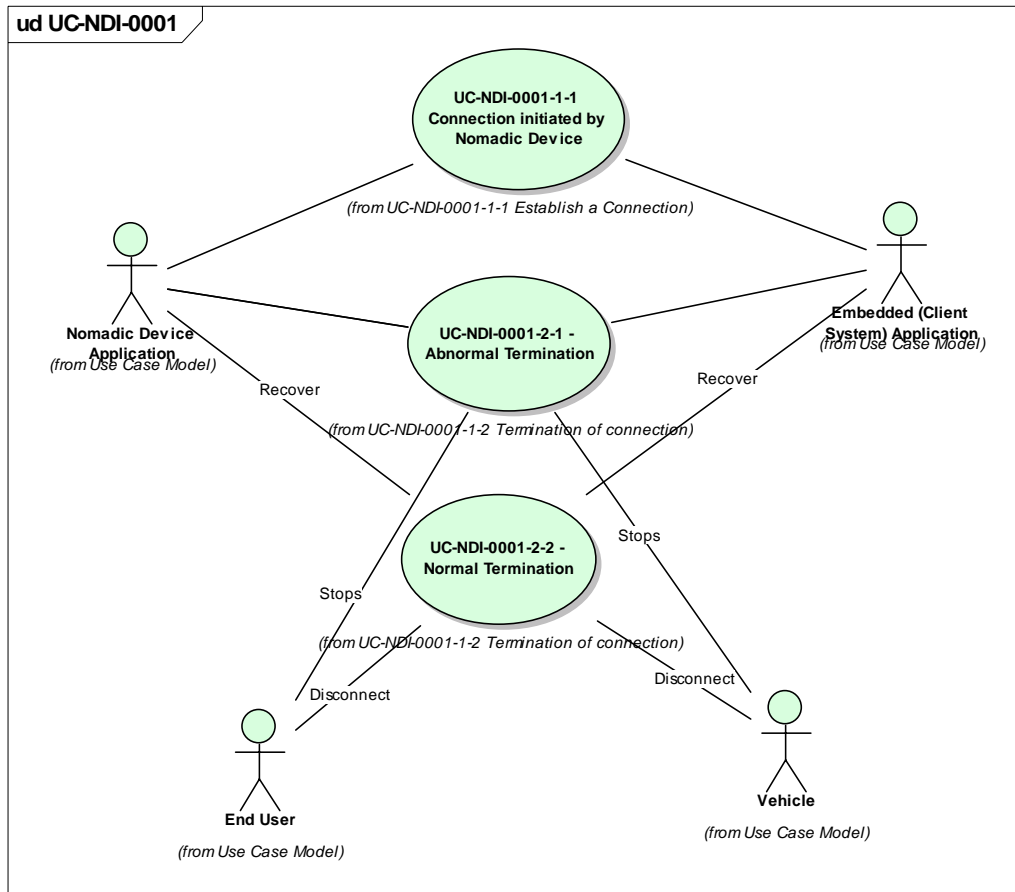 ud UC-NDI-0001
UC-NDI-0001-1-1
Connection initiated by
Nomadic Device
(from UC-NDI-0001-1-1 Establish a Connection)
Nomadic Device
Application
(from Use Case Model)
Embedded (Client
System) Application
(from Use Case Model)
UC-NDI-0001-2-1 -
Abnormal Termination
Recover
Recover
(from UC-NDI-0001-1-2 Termination of connection)
UC-NDI-0001-2-2 -
Normal Termination
Stops
Stops
(from UC-NDI-0001-1-2 Termination of connection)
Disconnect
Disconnect
End User
(from Use Case Model)
Vehicle
(from Use Case Model)